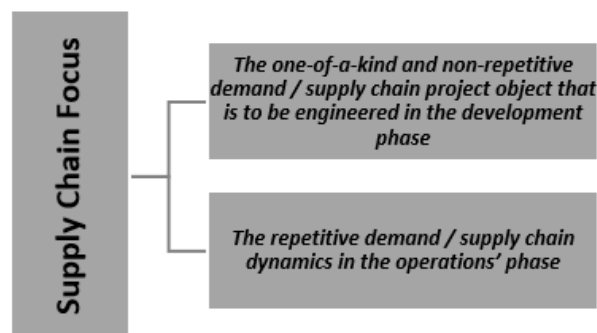 Supply Chain Focus
The one-of-a-kind and non-repetitive
demand / supply chain project object that
is to be engineered in the development
phase
The repetitive demand / supply chain
dynamics in the operations’ phase